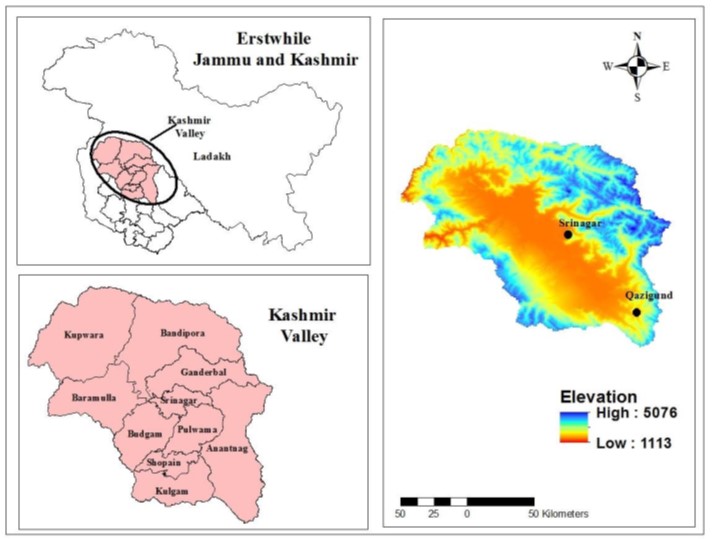 Erstwhile
Jammu and Kashmir
Kashmir
Valley
Ladakh
Kashmir
Valley
Kupwara
Bandipora
Ganderbal
Baramulla
Srinagar
Budgam
Pulwama
Anantnag
Shopain
Kulgam
N
W E
S
Srinagar
Qazigund
Elevation
High : 5076
Low : 1113
50 25 0 50 Kilometers